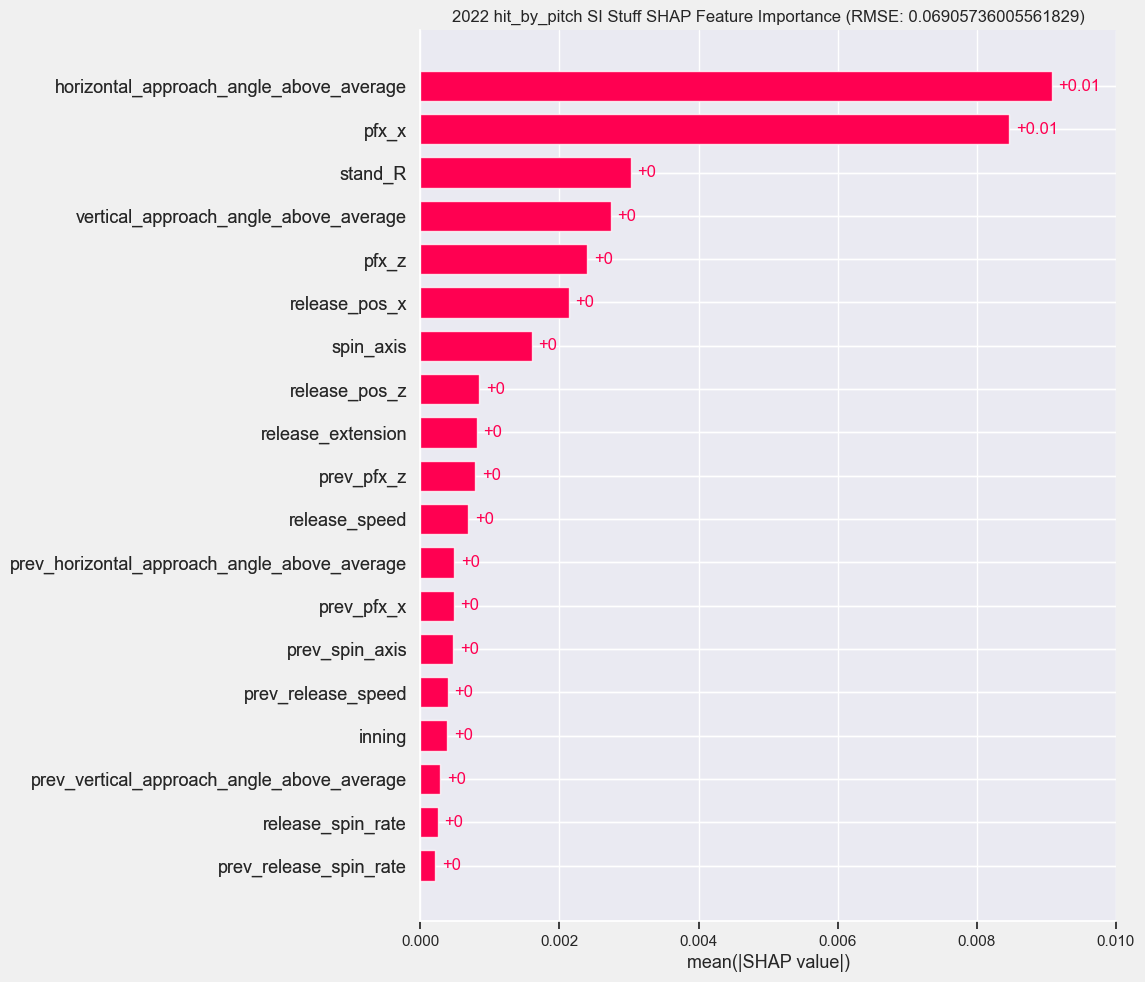 2022 hit_by_pitch SI Stuff SHAP Feature Importance (RMSE: 0.06905736005561829)
horizontal_approach_angle_above_average +0.01
pfx_x +0.01
stand_R +0
vertical_approach_angle_above_average +0
pfx_z +0
release_pos_x +0
spin_axis +0
release_pos_z +0
release_extension +0
prev_pfx_z +0
release_speed +0
prev_horizontal_approach_angle_above_average +0
prev_pfx_x +0
prev_spin_axis +0
prev_release_speed +0
inning +0
prev_vertical_approach_angle_above_average +0
release_spin_rate +0
prev_release_spin_rate +0
0.000 0.002 0.004 0.006 0.008 0.010
mean(|SHAP value|)